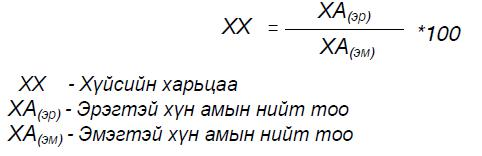 ХХ = ХА(эр) / ХА(эм) *100
ХХ - Хүйсийн харьцаа
ХА(эр) - Эрэгтэй хүн амын нийт тоо
ХА(эм) - Эмэгтэй хүн амын нийт тоо